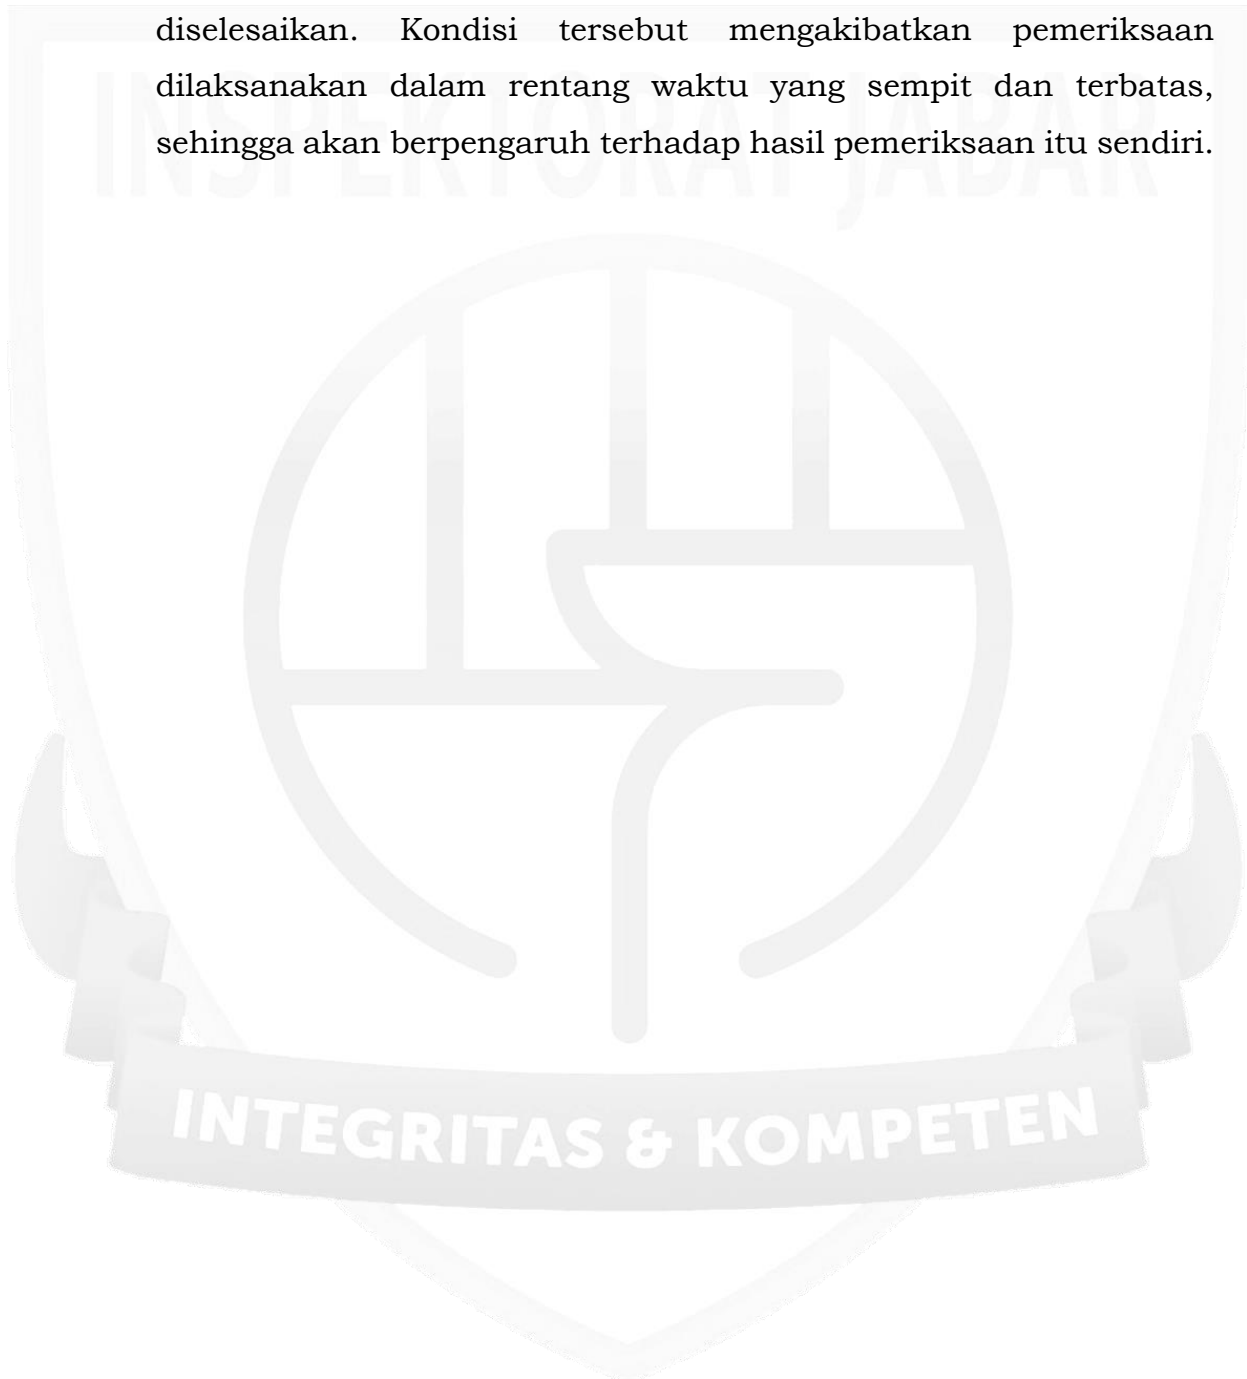 diselesaikan. Kondisi tersebut mengakibatkan pemeriksaan
dilaksanakan dalam rentang waktu yang sempit dan terbatas,
sehingga akan berpengaruh terhadap hasil pemeriksaan itu sendiri.
INSPEKTORAT JABAR
INTEGRITAS & KOMPETEN